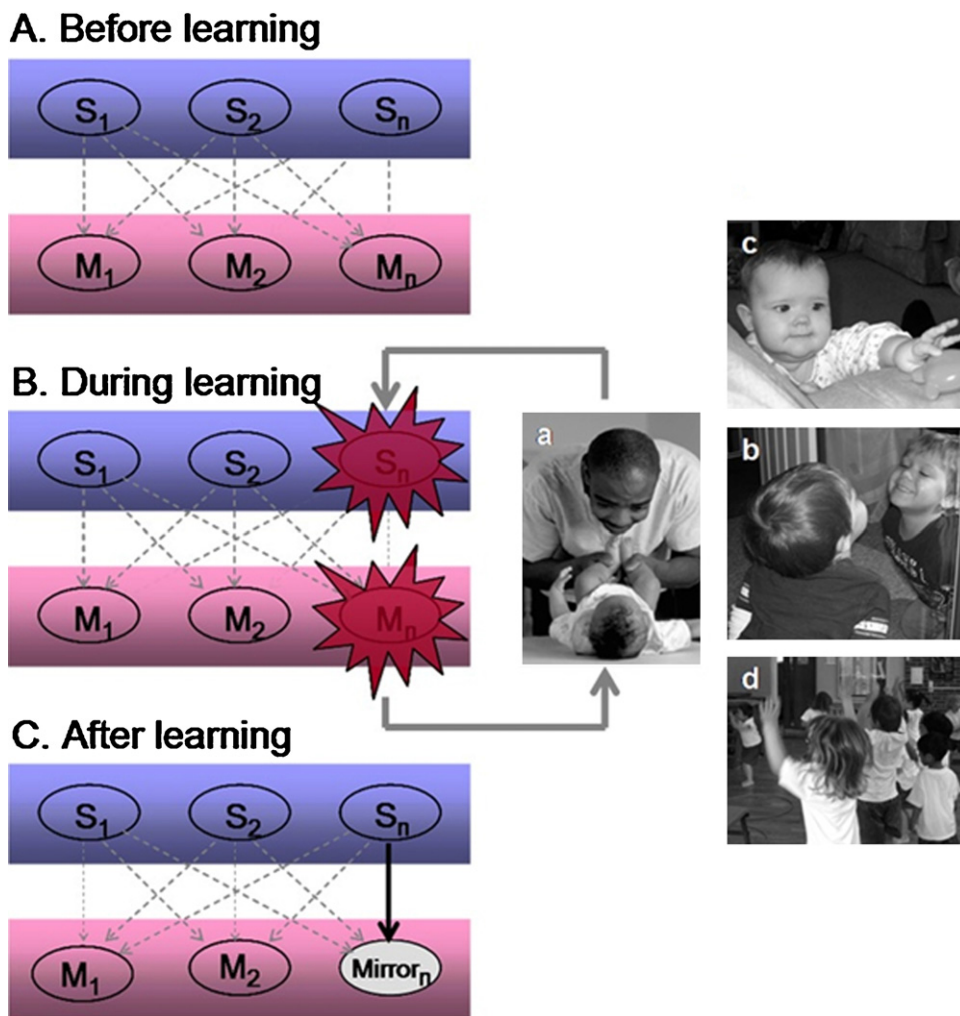 A. Before learning
S1 S2 Sn
M1 M2 Mn
B. During learning
S1 S2 Sn
M1 M2 Mn
C. After learning
S1 S2 Sn
M1 M2 Mirrorn
a
c
b
d